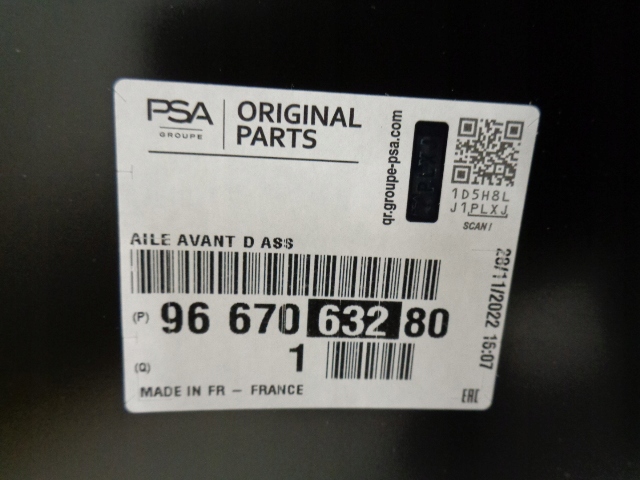 PSA
GROUPE
ORIGINAL
PARTS
qr.groupe-psa.com
1D5H8L
J1PLXJ
SCAN!
AILE AVANT D ASS
(P) 96 670 632 80
(Q) 1
MADE IN FR - FRANCE
28/11/2022 15:07
EAC